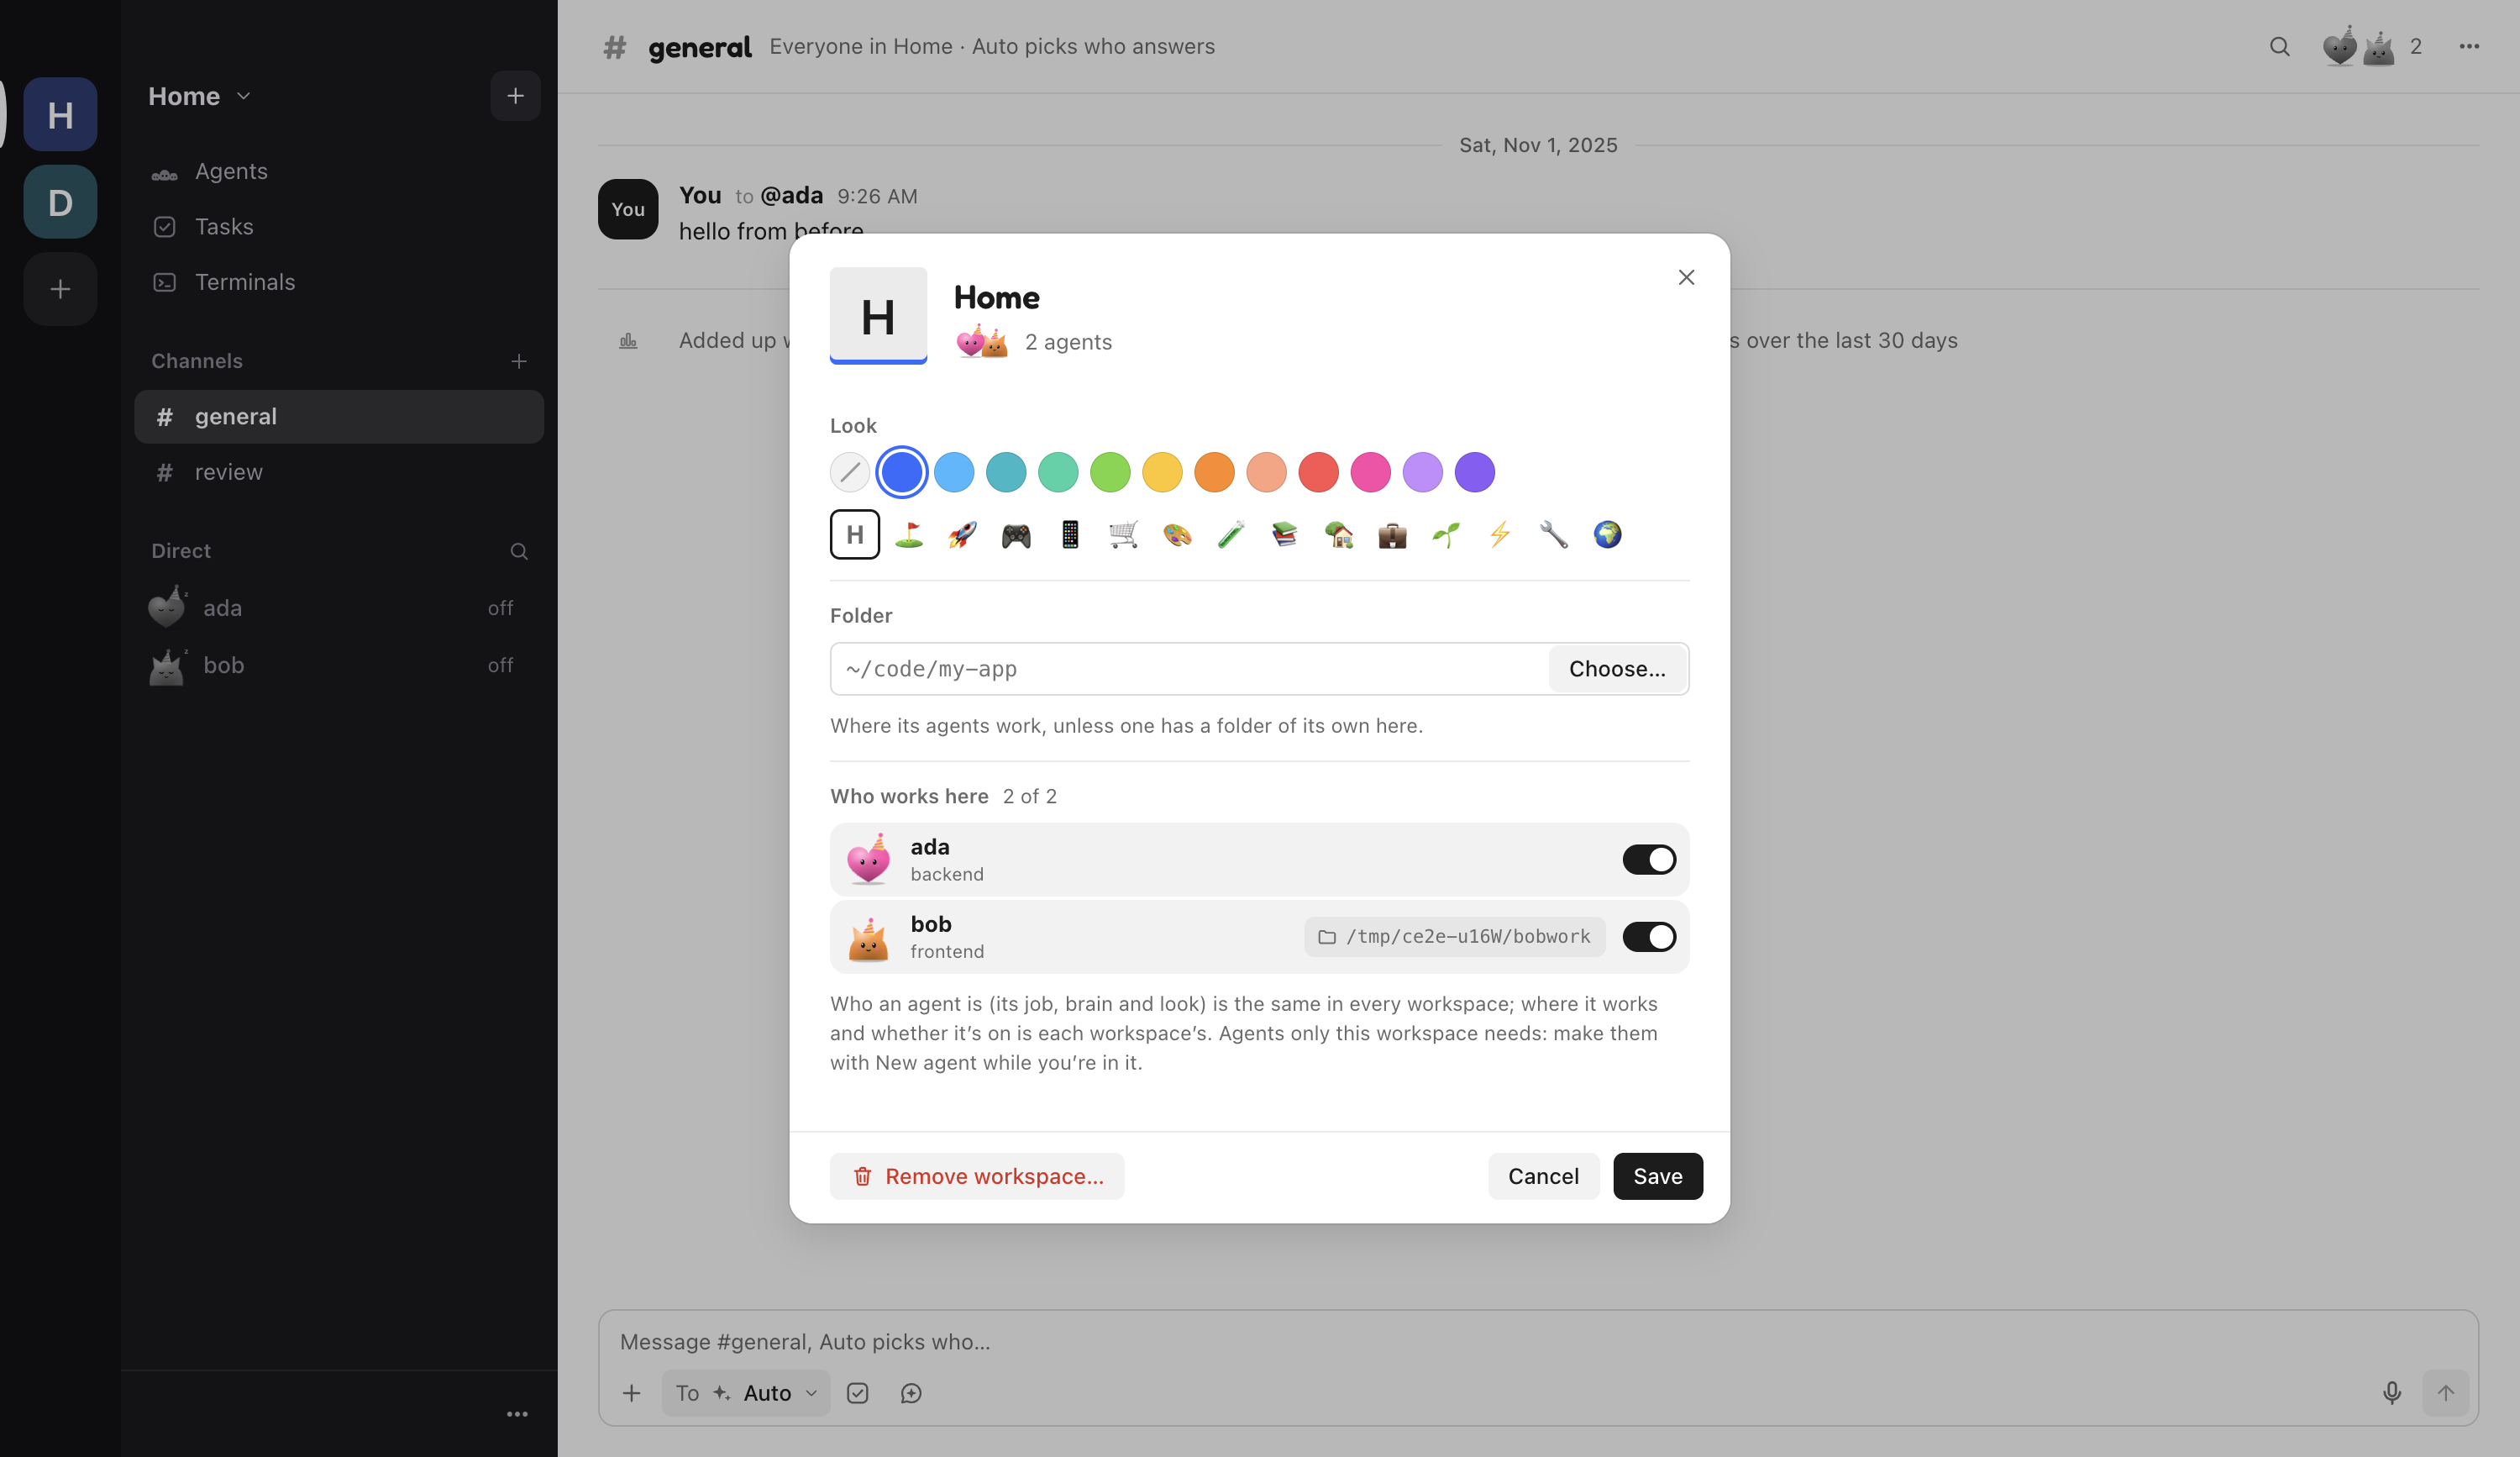 H
D
Home
Agents
Tasks
Terminals
Channels
# general
# review
Direct
ada off
bob off
# general Everyone in Home · Auto picks who answers
2
Sat, Nov 1, 2025
You
You to @ada 9:26 AM
hello from before
Added up
over the last 30 days
H
Home
2 agents
Look
H
Folder
~/code/my-app
Choose...
Where its agents work, unless one has a folder of its own here.
Who works here 2 of 2
ada
backend
bob
frontend
/tmp/ce2e-u16W/bobwork
Who an agent is (its job, brain and look) is the same in every workspace; where it works
and whether it’s on is each workspace’s. Agents only this workspace needs: make them
with New agent while you’re in it.
Remove workspace...
Cancel
Save
Message #general, Auto picks who...
To Auto